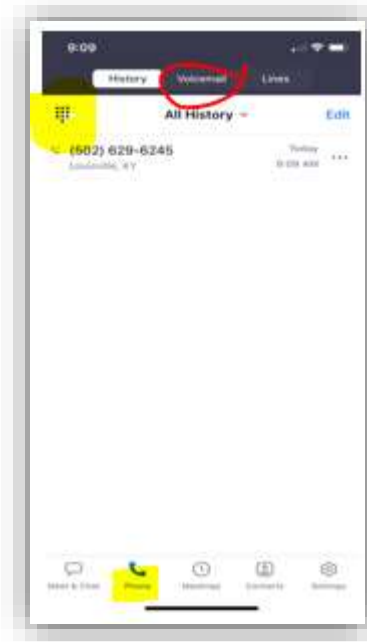 9:09
History Voicemail Lines
All History Edit
(502) 629-6245 Today
Louisville, KY 9:09 AM
Meet & Chat Phone Meetings Contacts Settings